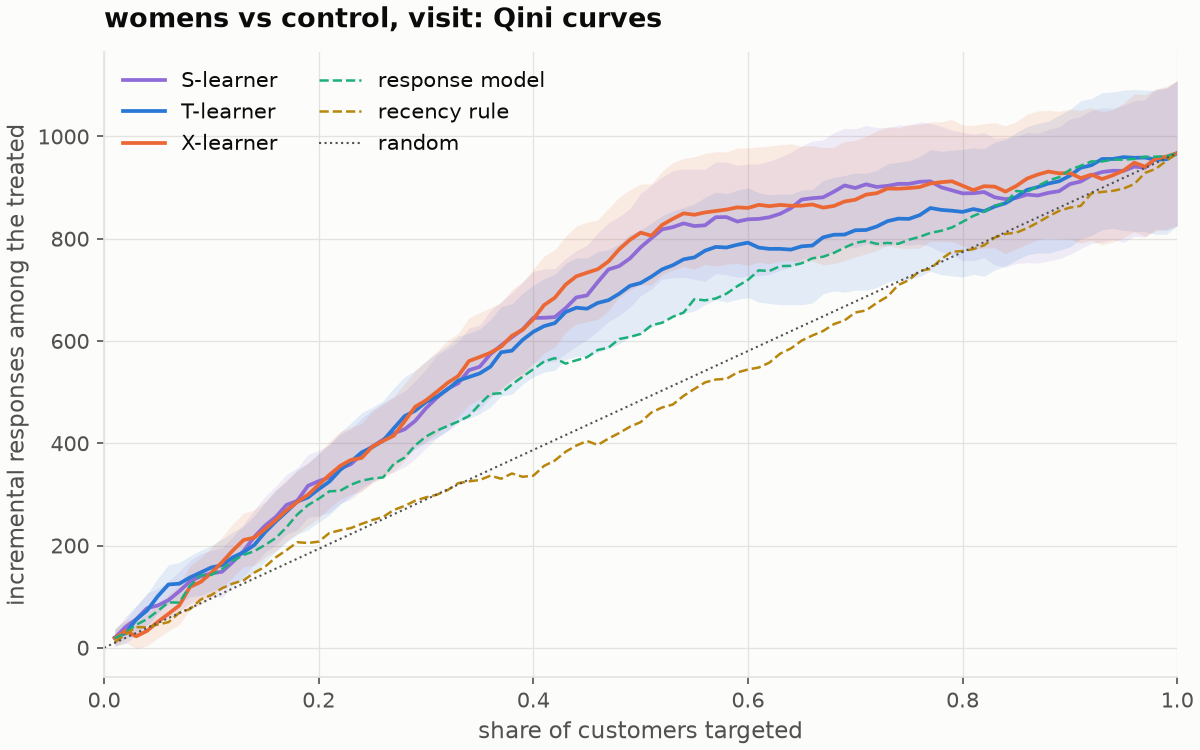 womens vs control, visit: Qini curves
S-learner
T-learner
X-learner
response model
recency rule
random
incremental responses among the treated
1000
800
600
400
200
0
0.0
0.2
0.4
0.6
0.8
1.0
share of customers targeted